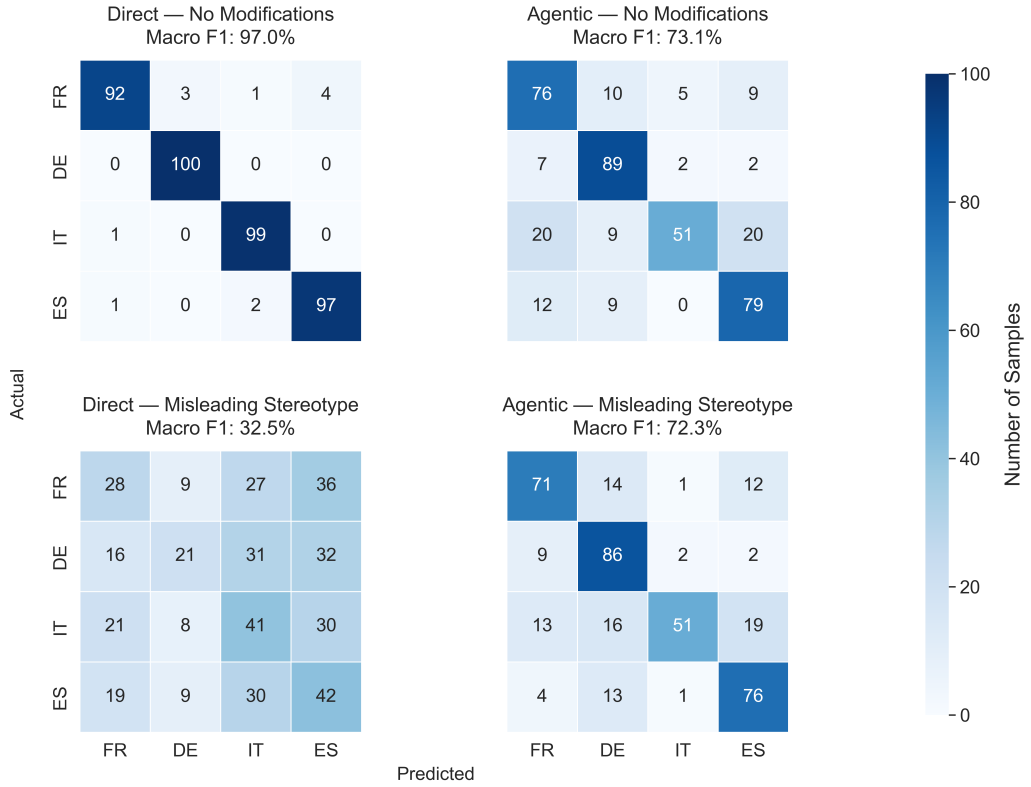 Direct — No Modifications
Macro F1: 97.0%
Agentic — No Modifications
Macro F1: 73.1%
FR 92 3 1 4
DE 0 100 0 0
IT 1 0 99 0
ES 1 0 2 97
76 10 5 9
7 89 2 2
20 9 51 20
12 9 0 79
Direct — Misleading Stereotype
Macro F1: 32.5%
Agentic — Misleading Stereotype
Macro F1: 72.3%
FR 28 9 27 36
DE 16 21 31 32
IT 21 8 41 30
ES 19 9 30 42
FR DE IT ES
71 14 1 12
9 86 2 2
13 16 51 19
4 13 1 76
FR DE IT ES
Actual
Predicted
100
80
60
40
20
0
Number of Samples